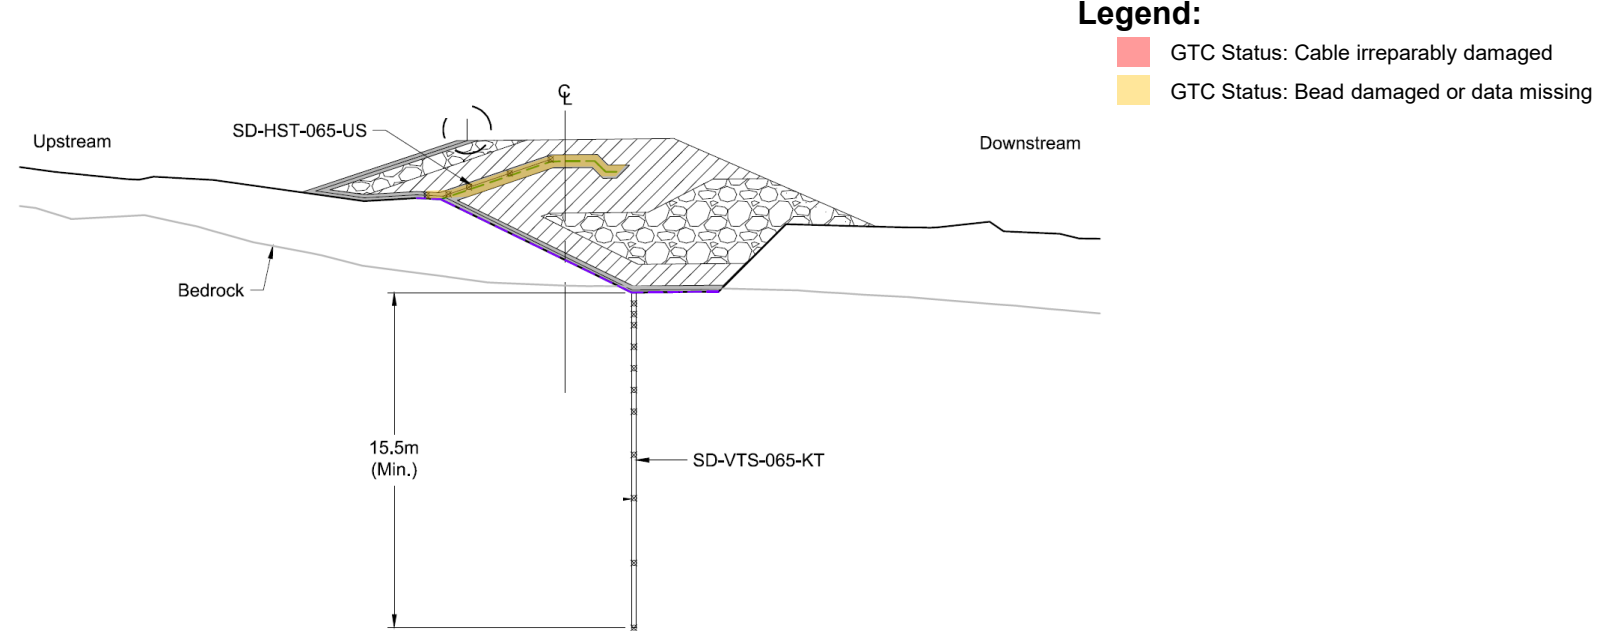 Legend:
GTC Status: Cable irreparably damaged
GTC Status: Bead damaged or data missing
℄
SD-HST-065-US
Upstream
Downstream
Bedrock
15.5m
(Min.)
SD-VTS-065-KT